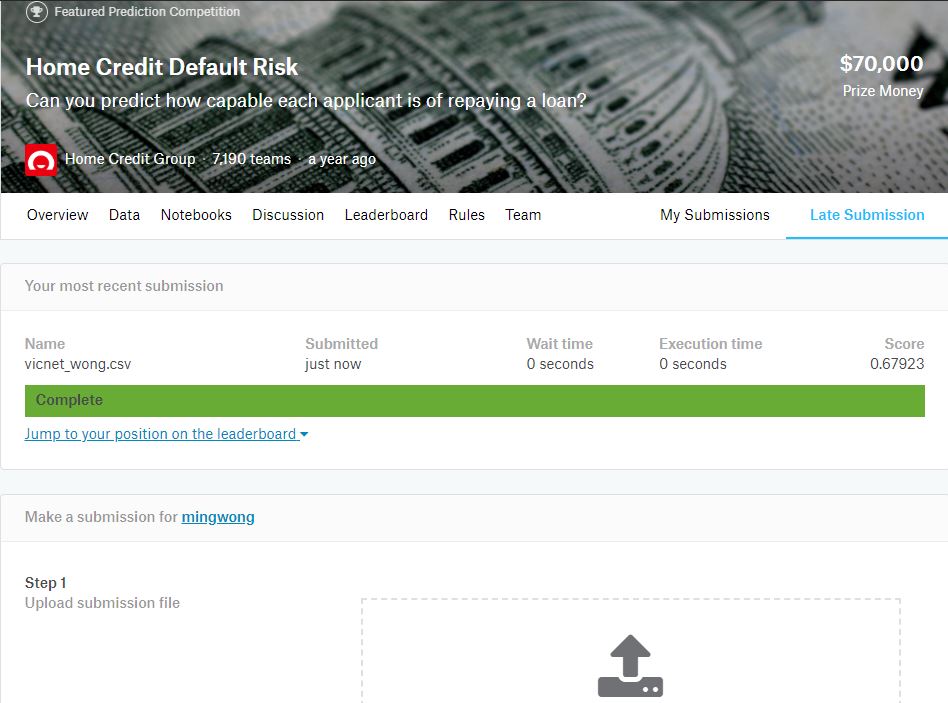 Featured Prediction Competition
Home Credit Default Risk
$70,000
Can you predict how capable each applicant is of repaying a loan?
Prize Money
Home Credit Group · 7,190 teams · a year ago
Overview Data Notebooks Discussion Leaderboard Rules Team My Submissions Late Submission
Your most recent submission
Name Submitted Wait time Execution time Score
vicnet_wong.csv just now 0 seconds 0 seconds 0.67923
Complete
Jump to your position on the leaderboard
Make a submission for mingwong
Step 1
Upload submission file